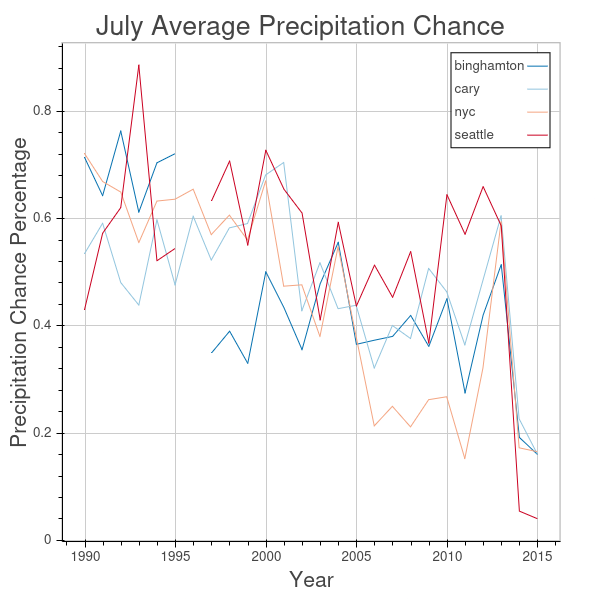 July Average Precipitation Chance
binghamton
cary
nyc
seattle
Precipitation Chance Percentage
0.8
0.6
0.4
0.2
0
1990 1995 2000 2005 2010 2015
Year